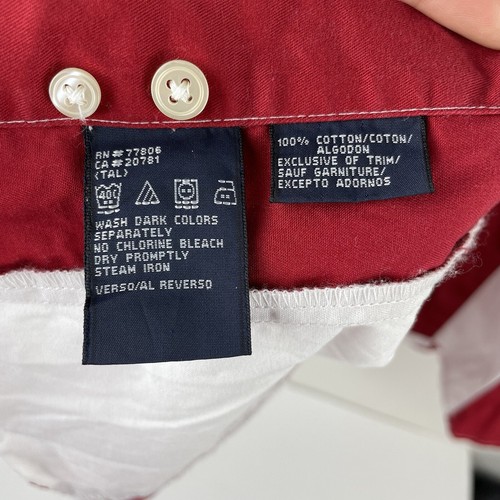 RN# 77806
CA# 20781
(TAL)
40C
WASH DARK COLORS
SEPARATELY
NO CHLORINE BLEACH
DRY PROMPTLY
STEAM IRON
VERSO/AL REVERSO
100% COTTON/COTON/
ALGODON
EXCLUSIVE OF TRIM/
SAUF GARNITURE/
EXCEPTO ADORNOS